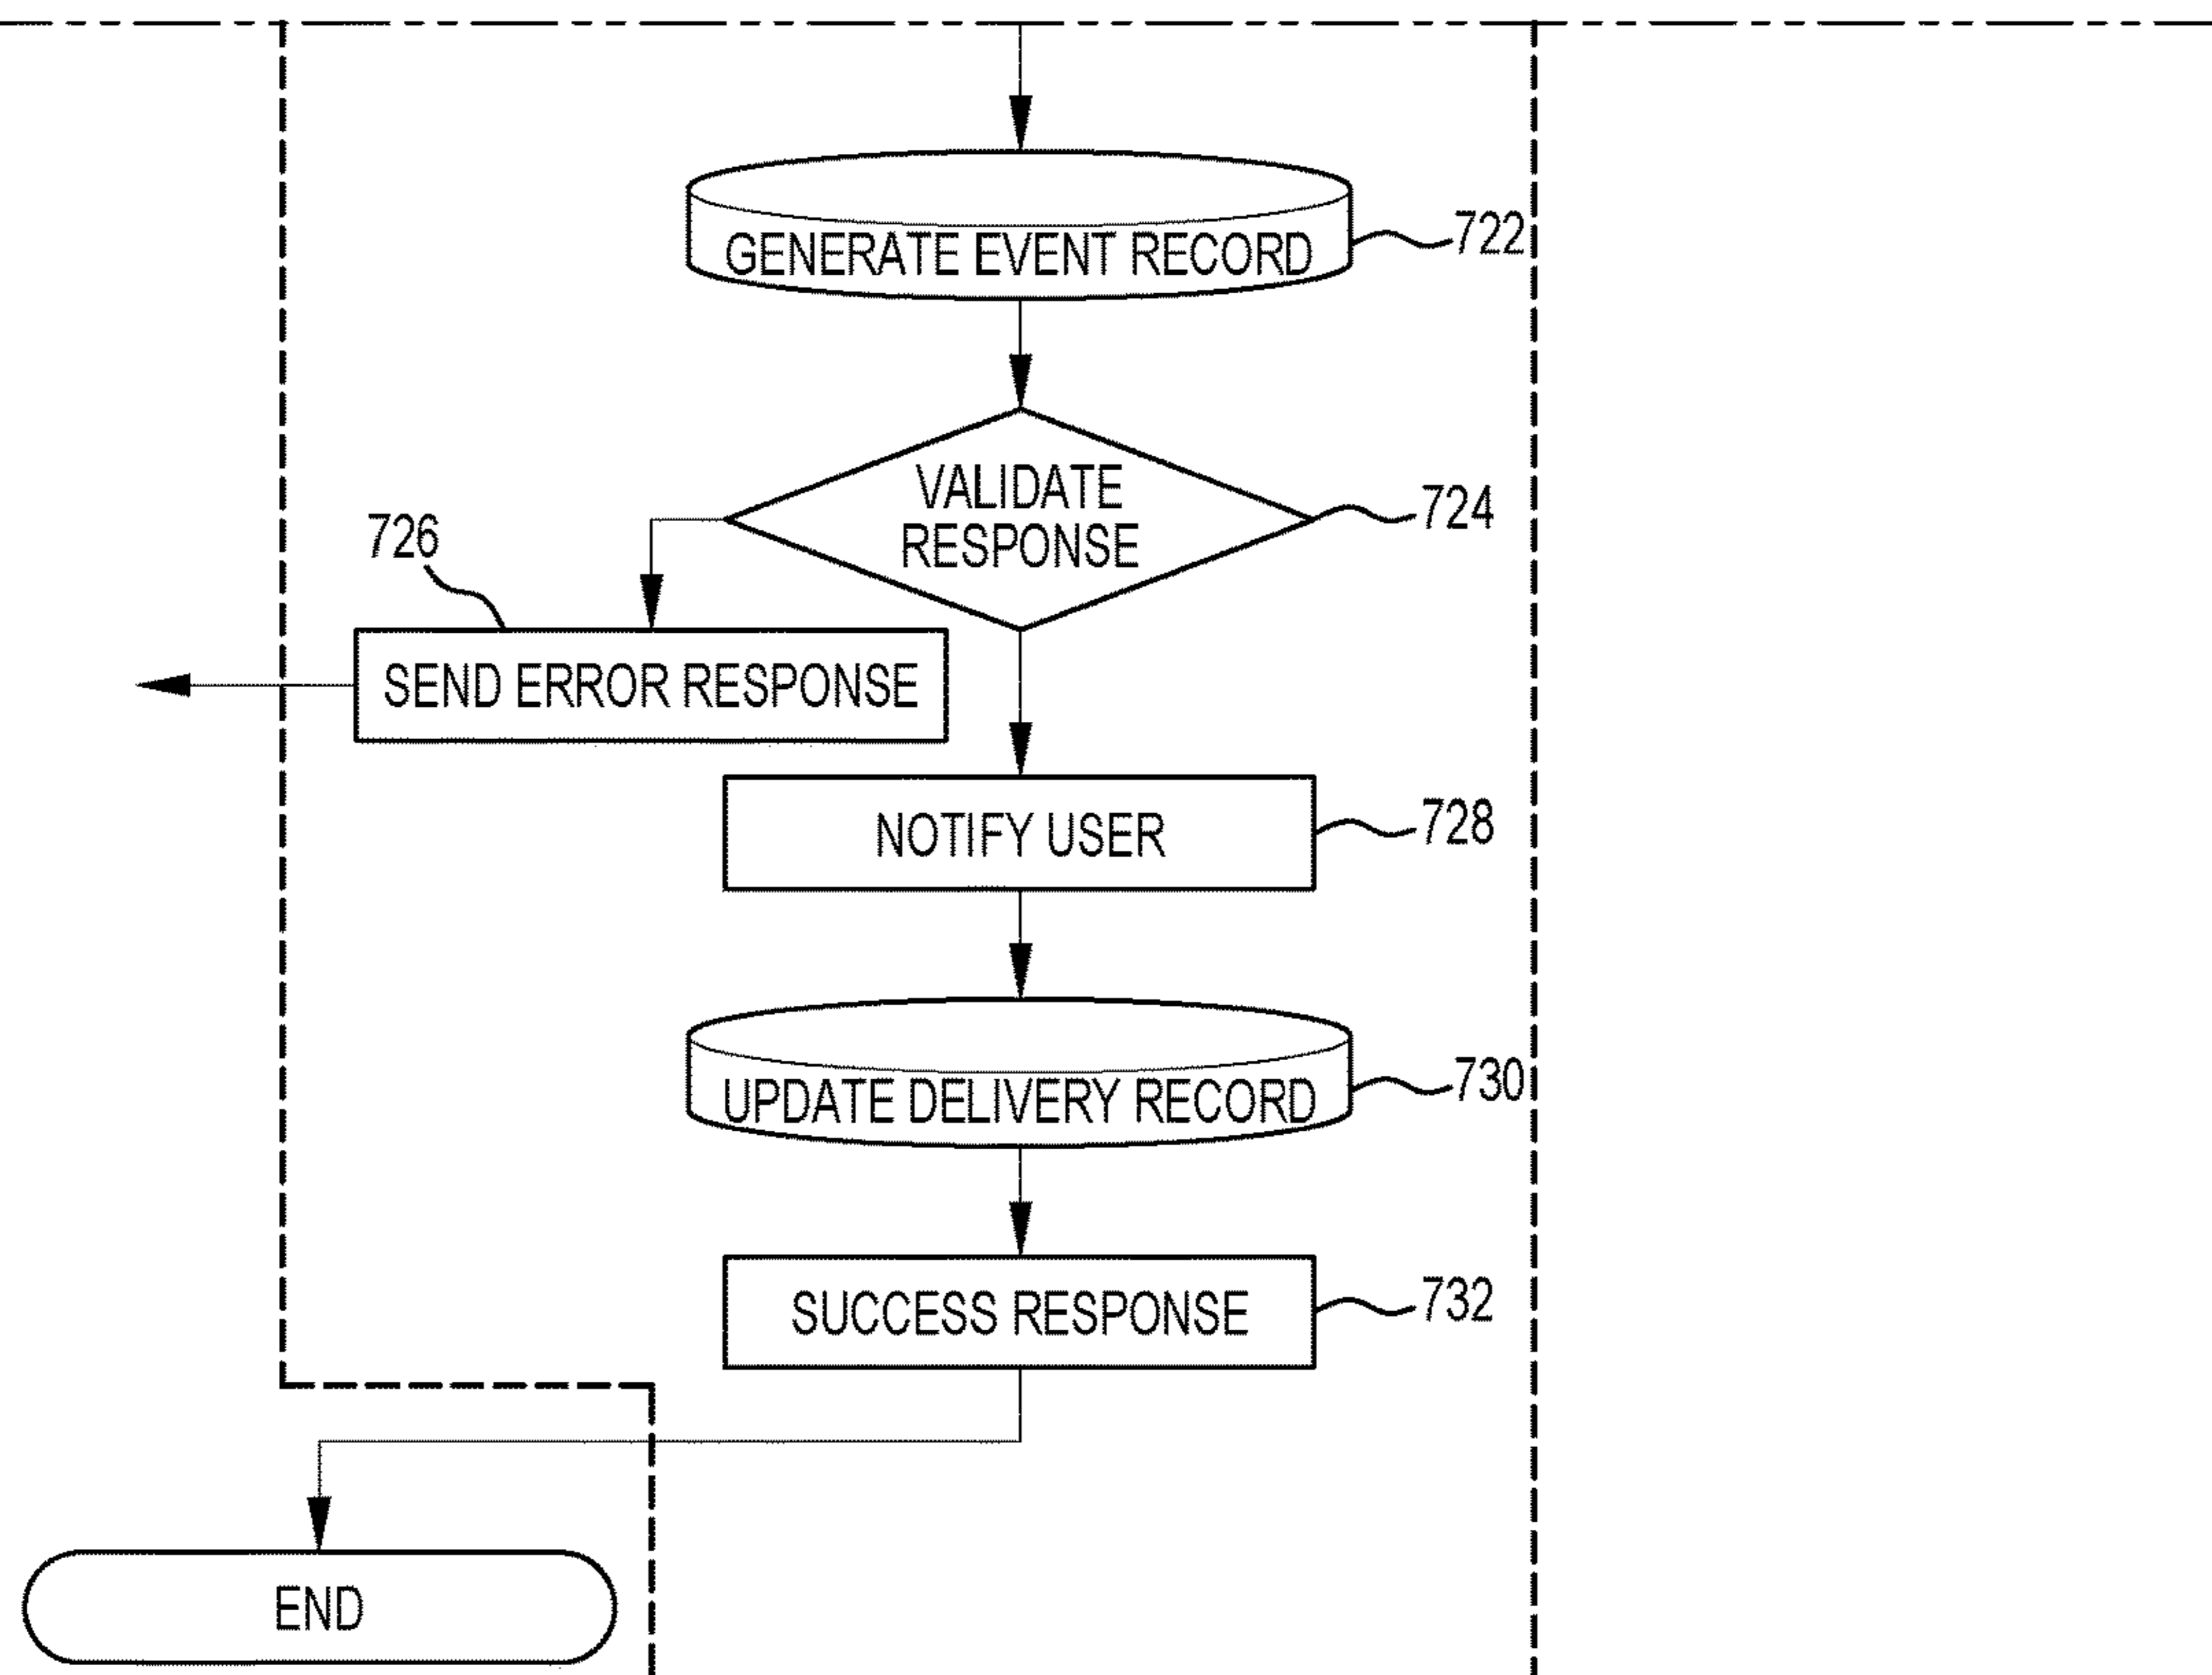 GENERATE EVENT RECORD
722
VALIDATE
RESPONSE
724
726
SEND ERROR RESPONSE
NOTIFY USER
728
UPDATE DELIVERY RECORD
730
SUCCESS RESPONSE
732
END